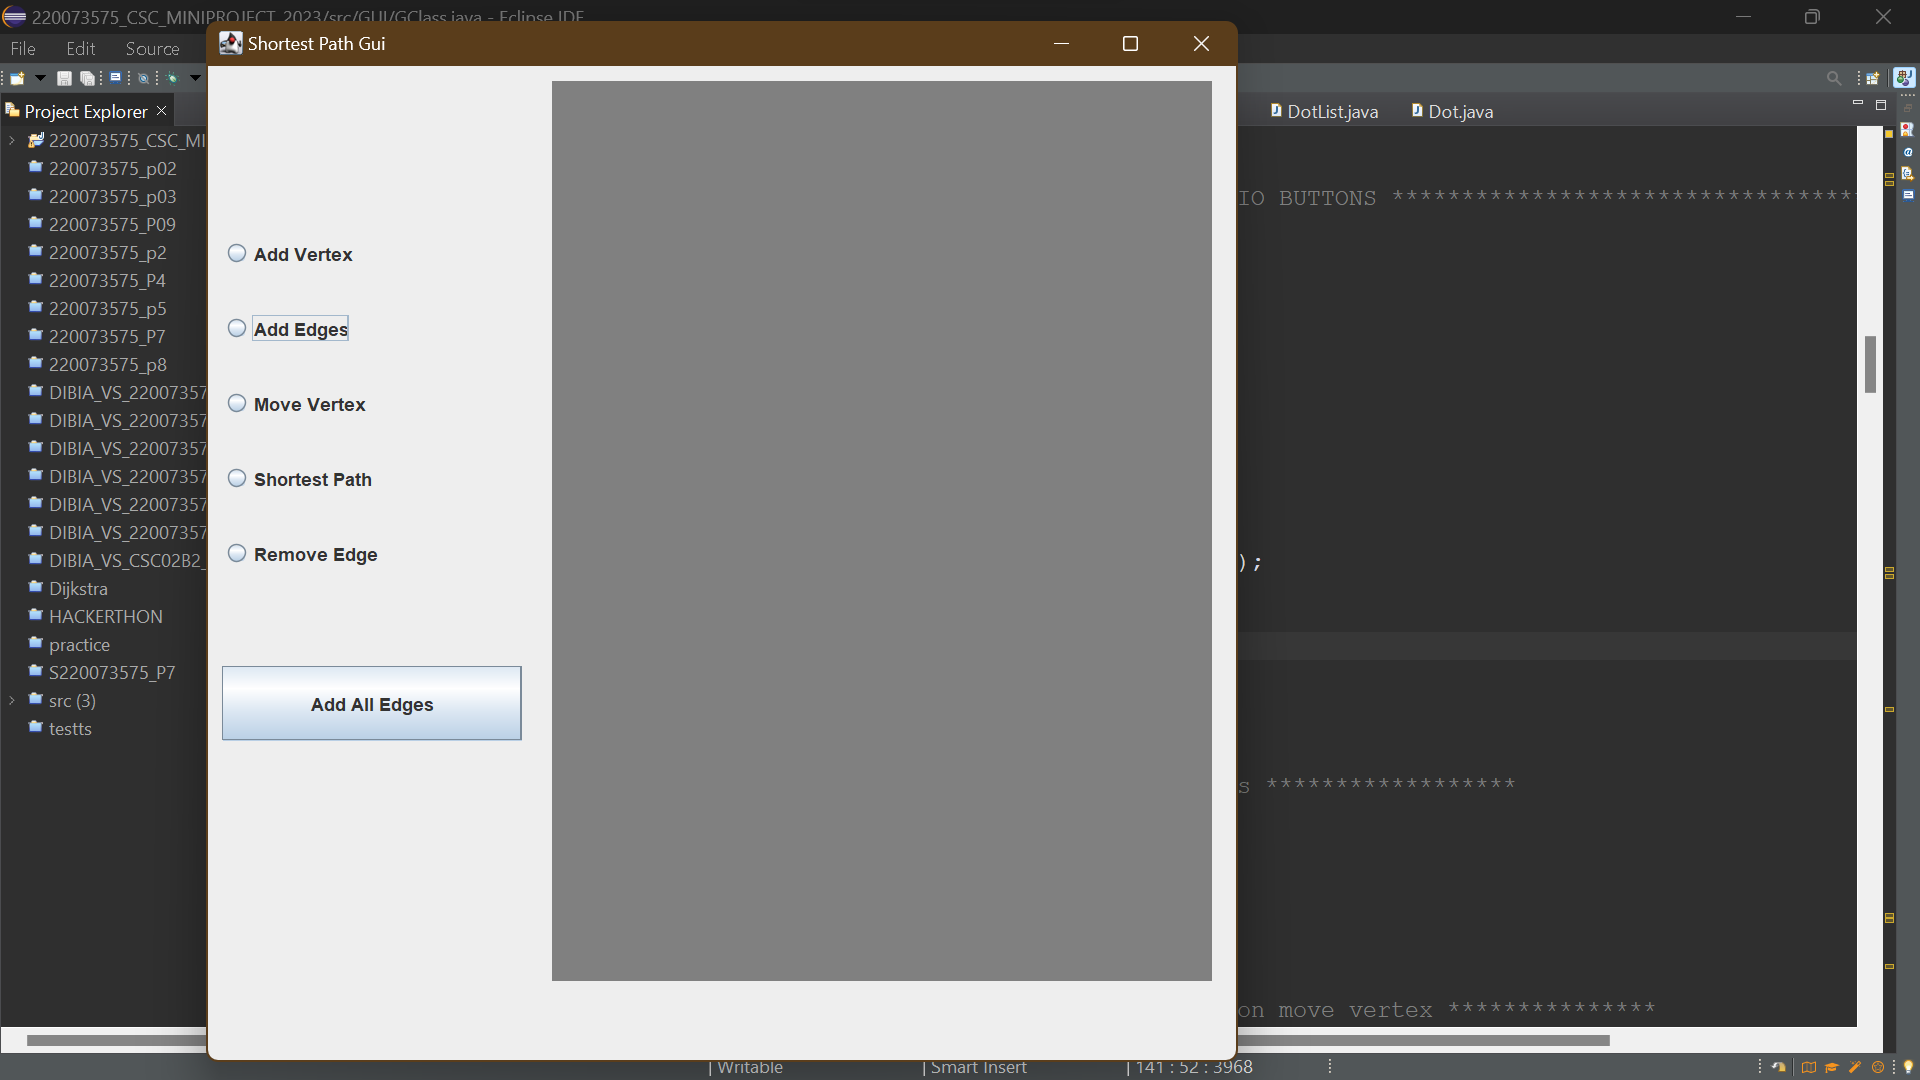 220073575_CSC_MINIPROJECT_2023/src/GUI/GClass.java - Eclipse IDE
File Edit Source
Shortest Path Gui
Project Explorer
DotList.java Dot.java
220073575_CSC_MI
220073575_p02
220073575_p03
220073575_P09
220073575_p2
220073575_P4
220073575_p5
220073575_P7
220073575_p8
DIBIA_VS_22007357
DIBIA_VS_22007357
DIBIA_VS_22007357
DIBIA_VS_22007357
DIBIA_VS_22007357
DIBIA_VS_22007357
DIBIA_VS_CSC02B2_
Dijkstra
HACKERTHON
practice
S220073575_P7
src (3)
testts
Add Vertex
Add Edges
Move Vertex
Shortest Path
Remove Edge
Add All Edges
IO BUTTONS *********************************
);
s ******************
on move vertex ***************
Writable Smart Insert 141 : 52 : 3968